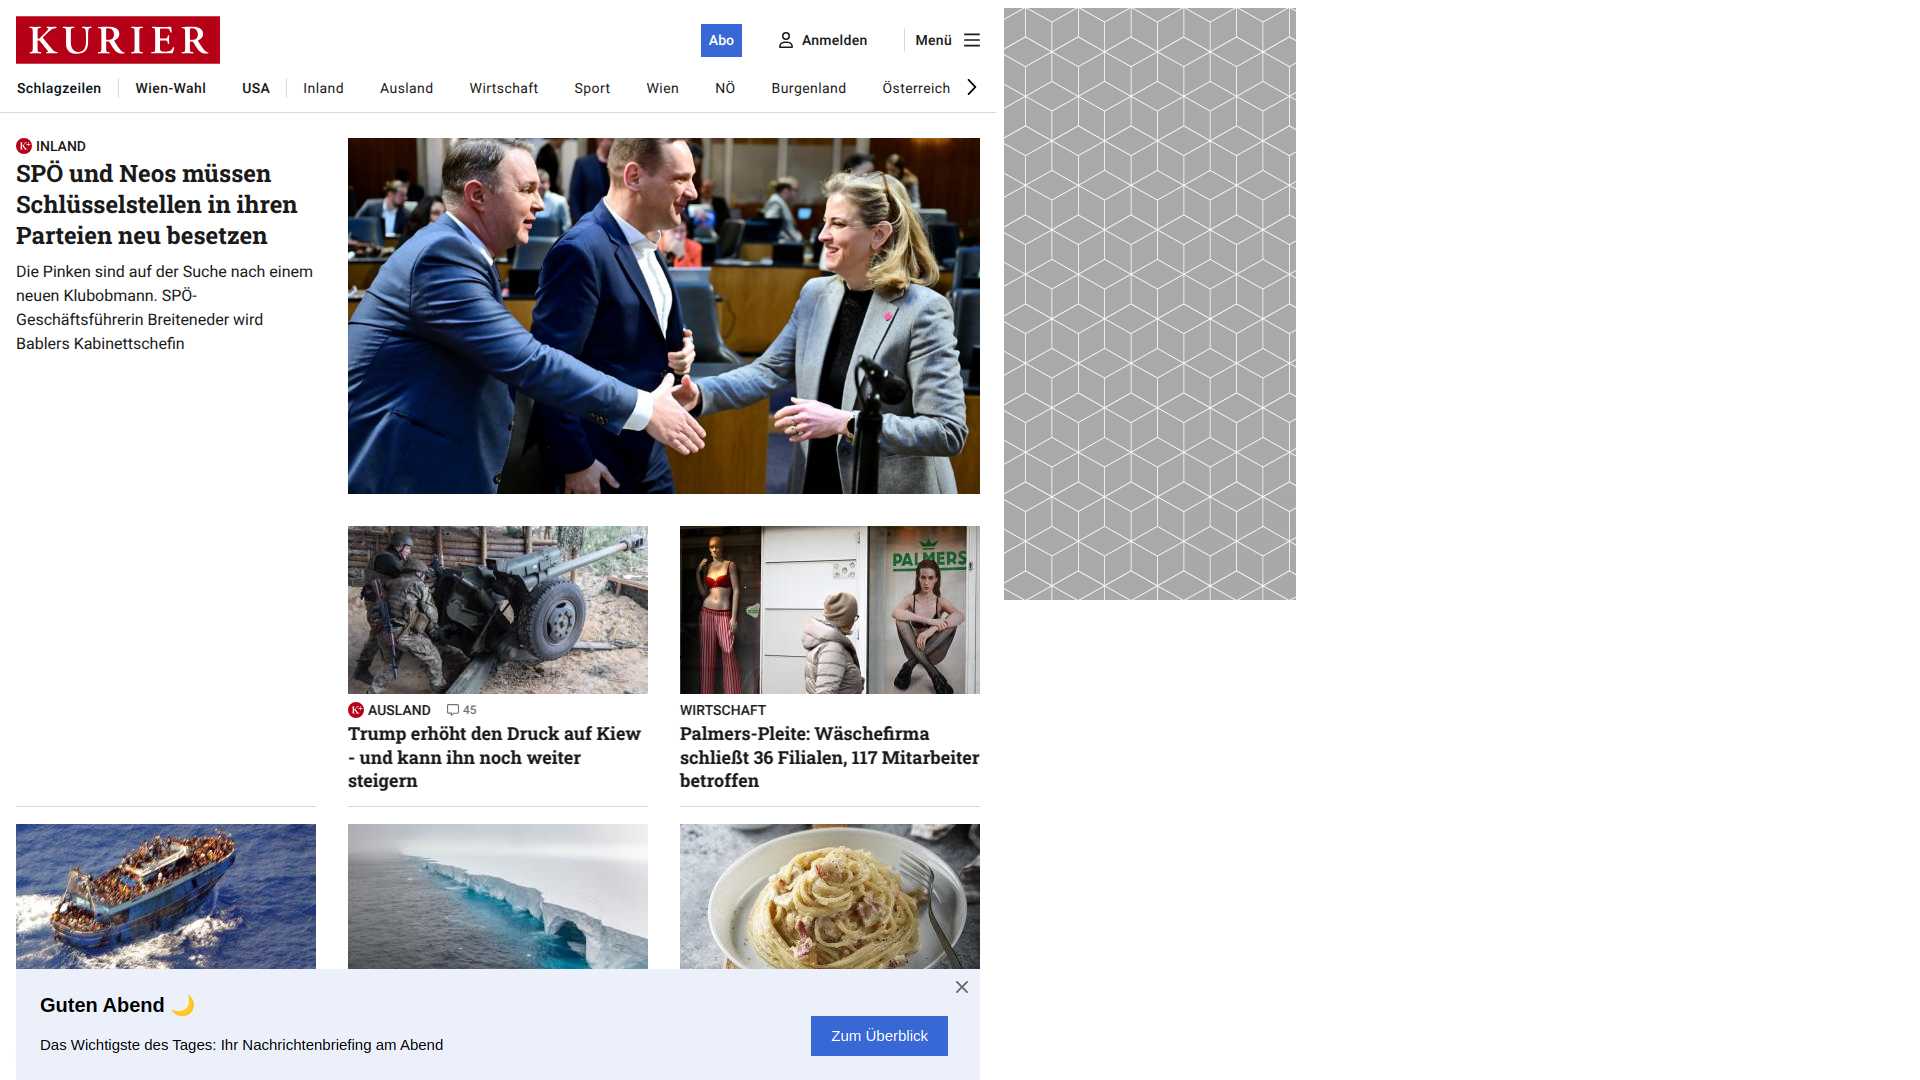 KURIER
Abo
Anmelden
Menü
Schlagzeilen
Wien-Wahl
USA
Inland
Ausland
Wirtschaft
Sport
Wien
NÖ
Burgenland
Österreich
K+ INLAND
SPÖ und Neos müssen
Schlüsselstellen in ihren
Parteien neu besetzen
Die Pinken sind auf der Suche nach einem
neuen Klubobmann. SPÖ-
Geschäftsführerin Breiteneder wird
Bablers Kabinettschefin
PALMERS
K+ AUSLAND 45
Trump erhöht den Druck auf Kiew
- und kann ihn noch weiter
steigern
WIRTSCHAFT
Palmers-Pleite: Wäschefirma
schließt 36 Filialen, 117 Mitarbeiter
betroffen
Guten Abend 🌙
Das Wichtigste des Tages: Ihr Nachrichtenbriefing am Abend
Zum Überblick